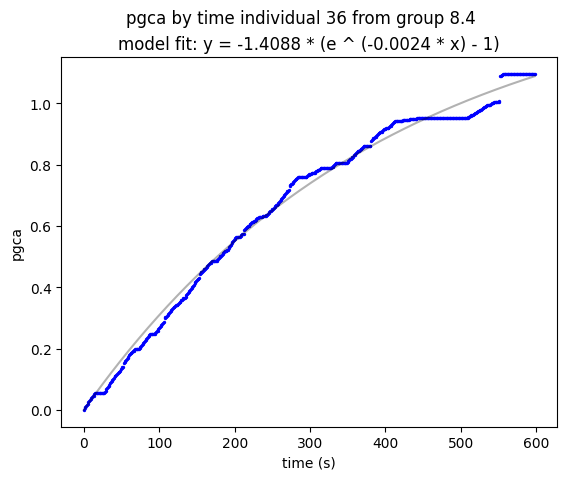 pgca by time individual 36 from group 8.4
model fit: y = -1.4088 * (e ^ (-0.0024 * x) - 1)
1.0
0.8
0.6
0.4
0.2
0.0
pgca
0 100 200 300 400 500 600
time (s)